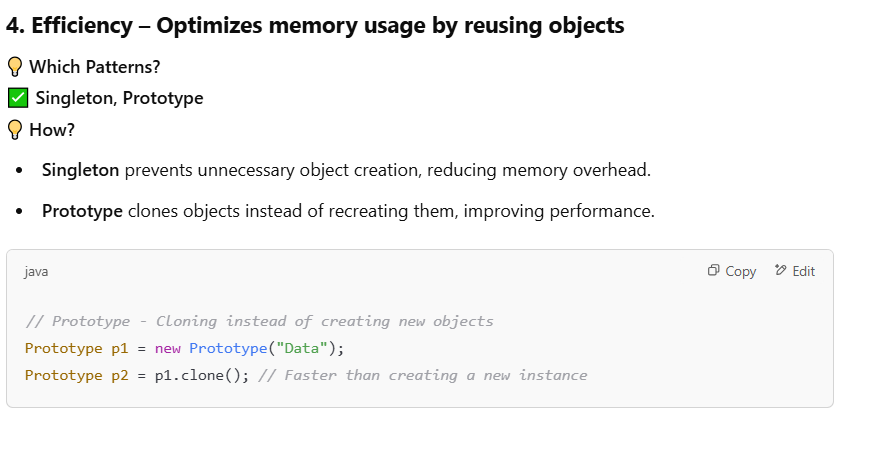 4. Efficiency – Optimizes memory usage by reusing objects
💡 Which Patterns?
✅ Singleton, Prototype
💡 How?
• Singleton prevents unnecessary object creation, reducing memory overhead.
• Prototype clones objects instead of recreating them, improving performance.
java Copy Edit
// Prototype - Cloning instead of creating new objects
Prototype p1 = new Prototype("Data");
Prototype p2 = p1.clone(); // Faster than creating a new instance